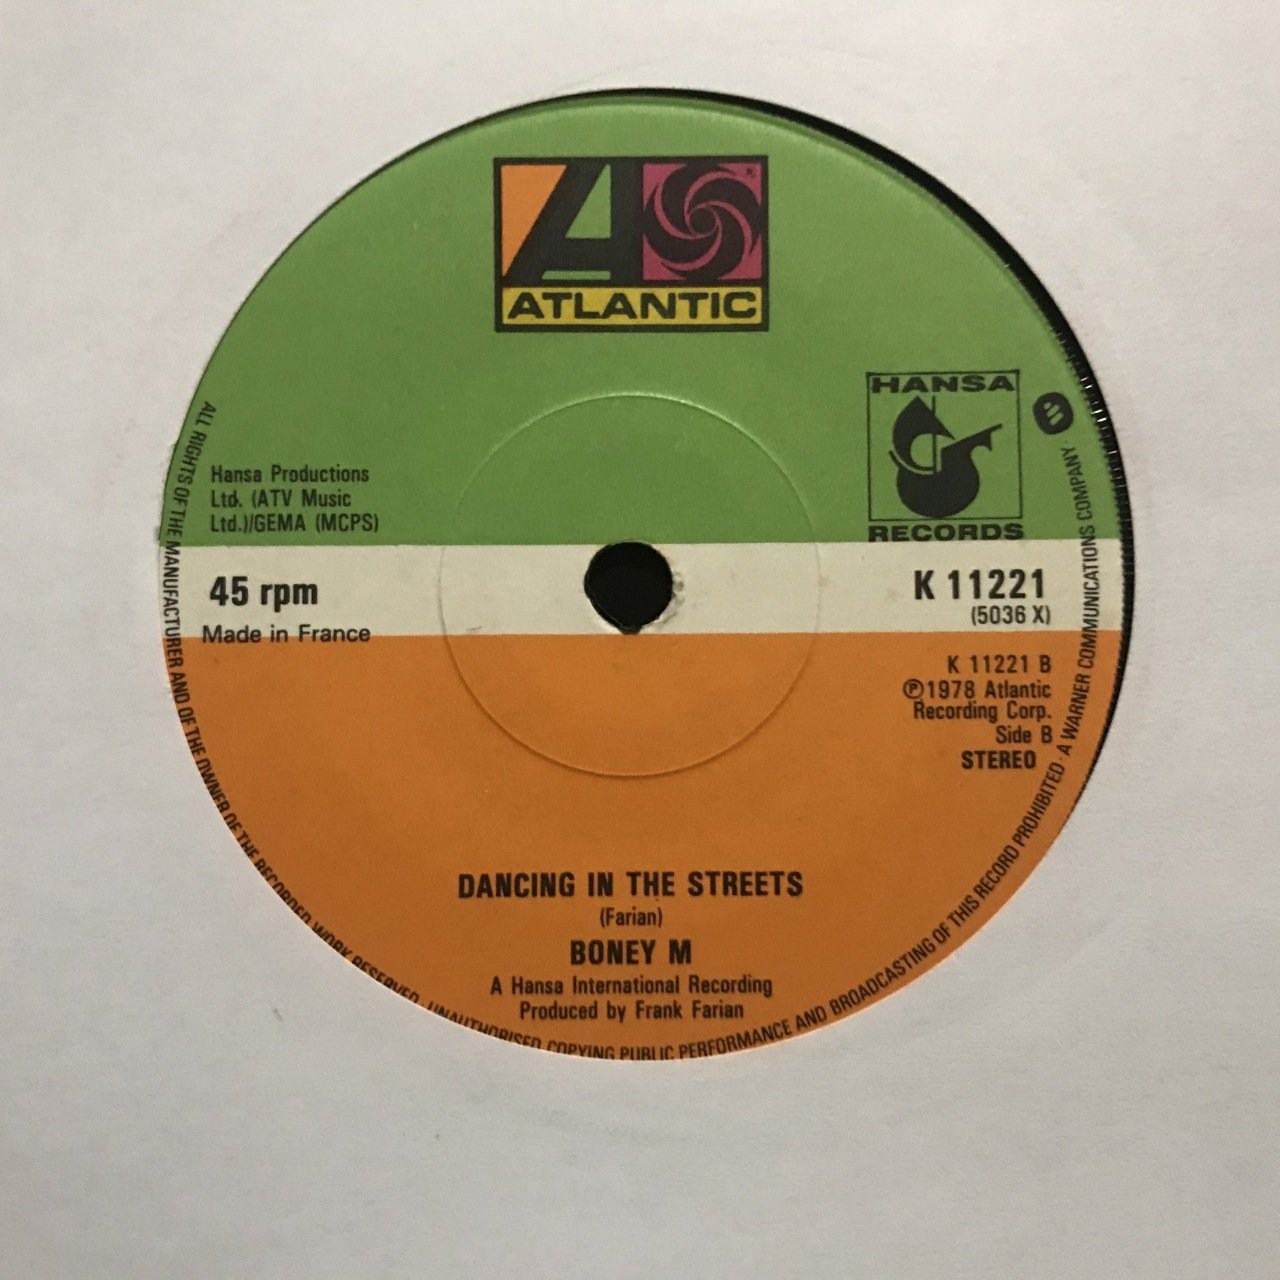 ATLANTIC
HANSA
RECORDS
Hansa Productions
Ltd. (ATV Music
Ltd.)/GEMA (MCPS)
45 rpm
Made in France
K 11221
(5036 X)
K 11221 B
℗1978 Atlantic
Recording Corp.
Side B
STEREO
DANCING IN THE STREETS
(Farian)
BONEY M
A Hansa International Recording
Produced by Frank Farian
ALL RIGHTS OF THE MANUFACTURER AND OF THE OWNER OF THE RECORDED WORK RESERVED · UNAUTHORISED COPYING PUBLIC PERFORMANCE AND BROADCASTING OF THIS RECORD PROHIBITED · A WARNER COMMUNICATIONS COMPANY ·